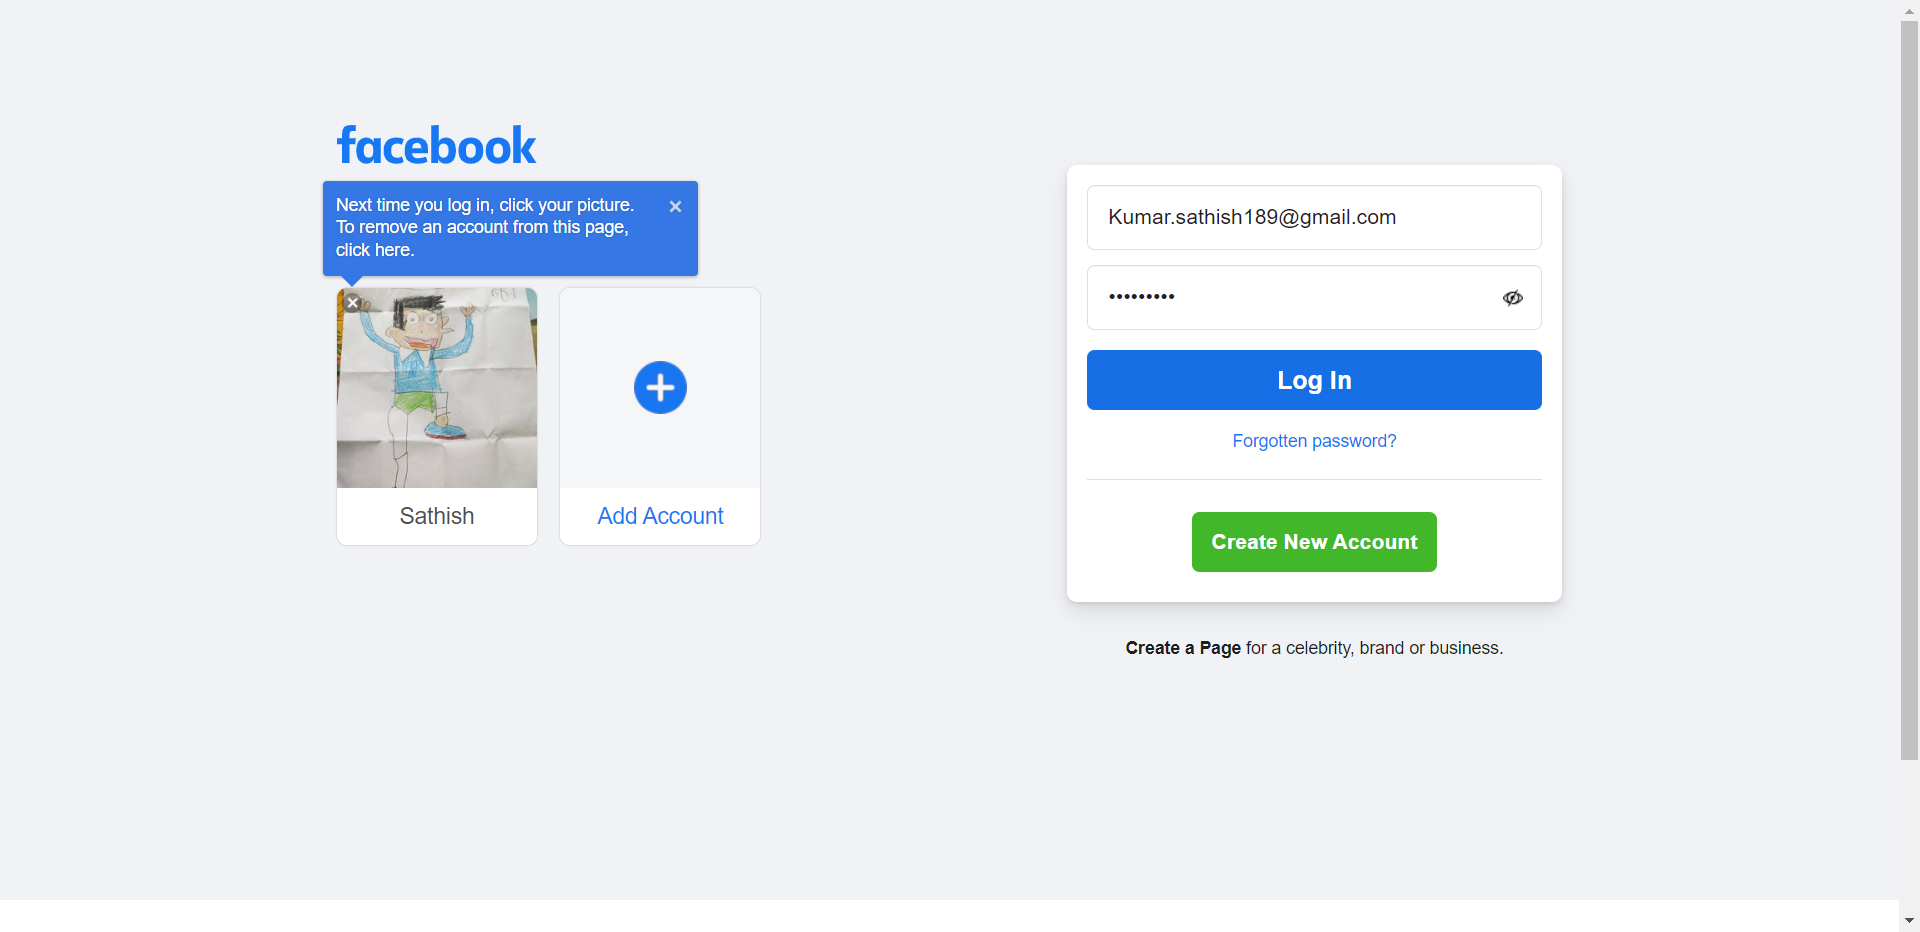 facebook
Next time you log in, click your picture.
To remove an account from this page,
click here.
Sathish
Add Account
Kumar.sathish189@gmail.com
•••••••••
Log In
Forgotten password?
Create New Account
Create a Page for a celebrity, brand or business.